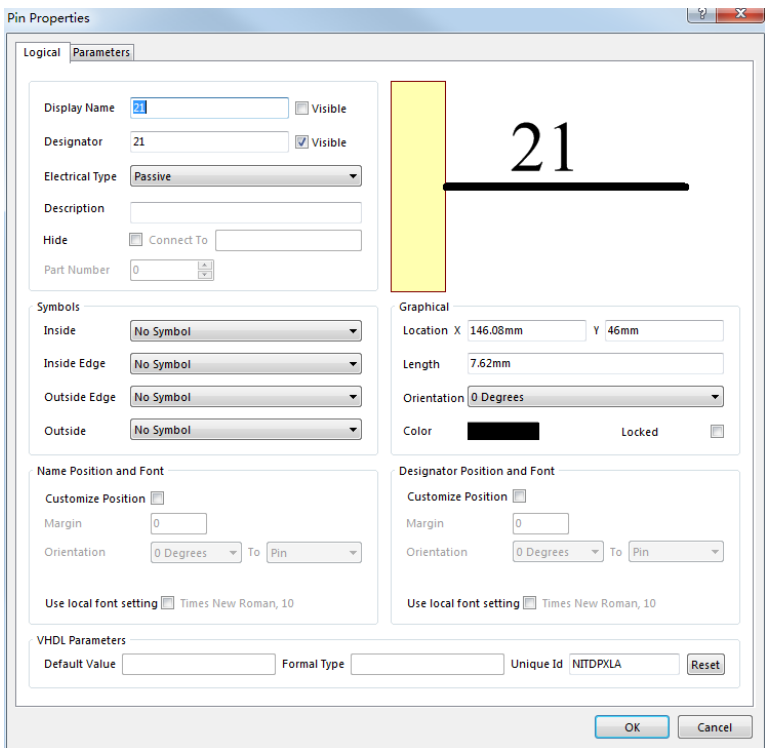 Pin Properties
Logical Parameters
Display Name 21 Visible
Designator 21 Visible
Electrical Type Passive
Description
Hide Connect To
Part Number 0
21
Symbols
Inside No Symbol
Inside Edge No Symbol
Outside Edge No Symbol
Outside No Symbol
Graphical
Location X 146.08mm Y 46mm
Length 7.62mm
Orientation 0 Degrees
Color Locked
Name Position and Font
Customize Position
Margin 0
Orientation 0 Degrees To Pin
Use local font setting Times New Roman, 10
Designator Position and Font
Customize Position
Margin 0
Orientation 0 Degrees To Pin
Use local font setting Times New Roman, 10
VHDL Parameters
Default Value Formal Type Unique Id NITDPXLA Reset
OK Cancel